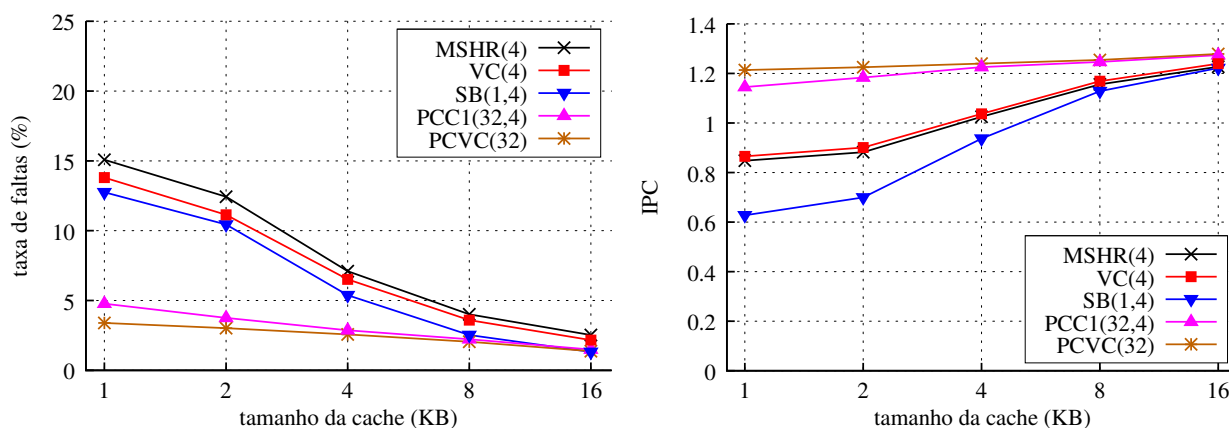 25
20
15
10
5
0
taxa de faltas (%)
MSHR(4)
VC(4)
SB(1,4)
PCC1(32,4)
PCVC(32)
1 2 4 8 16
tamanho da cache (KB)
1.4
1.2
1
0.8
0.6
0.4
0.2
0
IPC
MSHR(4)
VC(4)
SB(1,4)
PCC1(32,4)
PCVC(32)
1 2 4 8 16
tamanho da cache (KB)